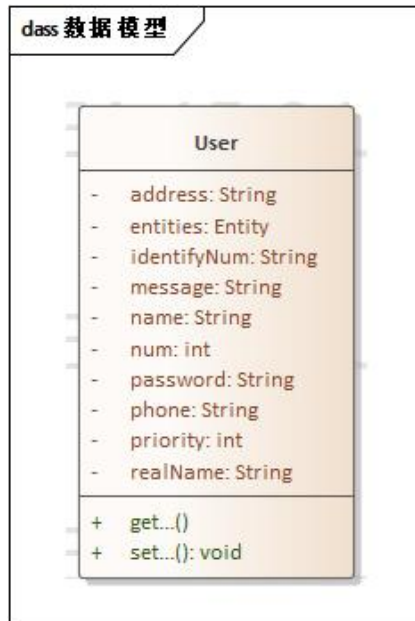 class 数据模型
User
- address: String
- entities: Entity
- identifyNum: String
- message: String
- name: String
- num: int
- password: String
- phone: String
- priority: int
- realName: String
+ get...()
+ set...(): void